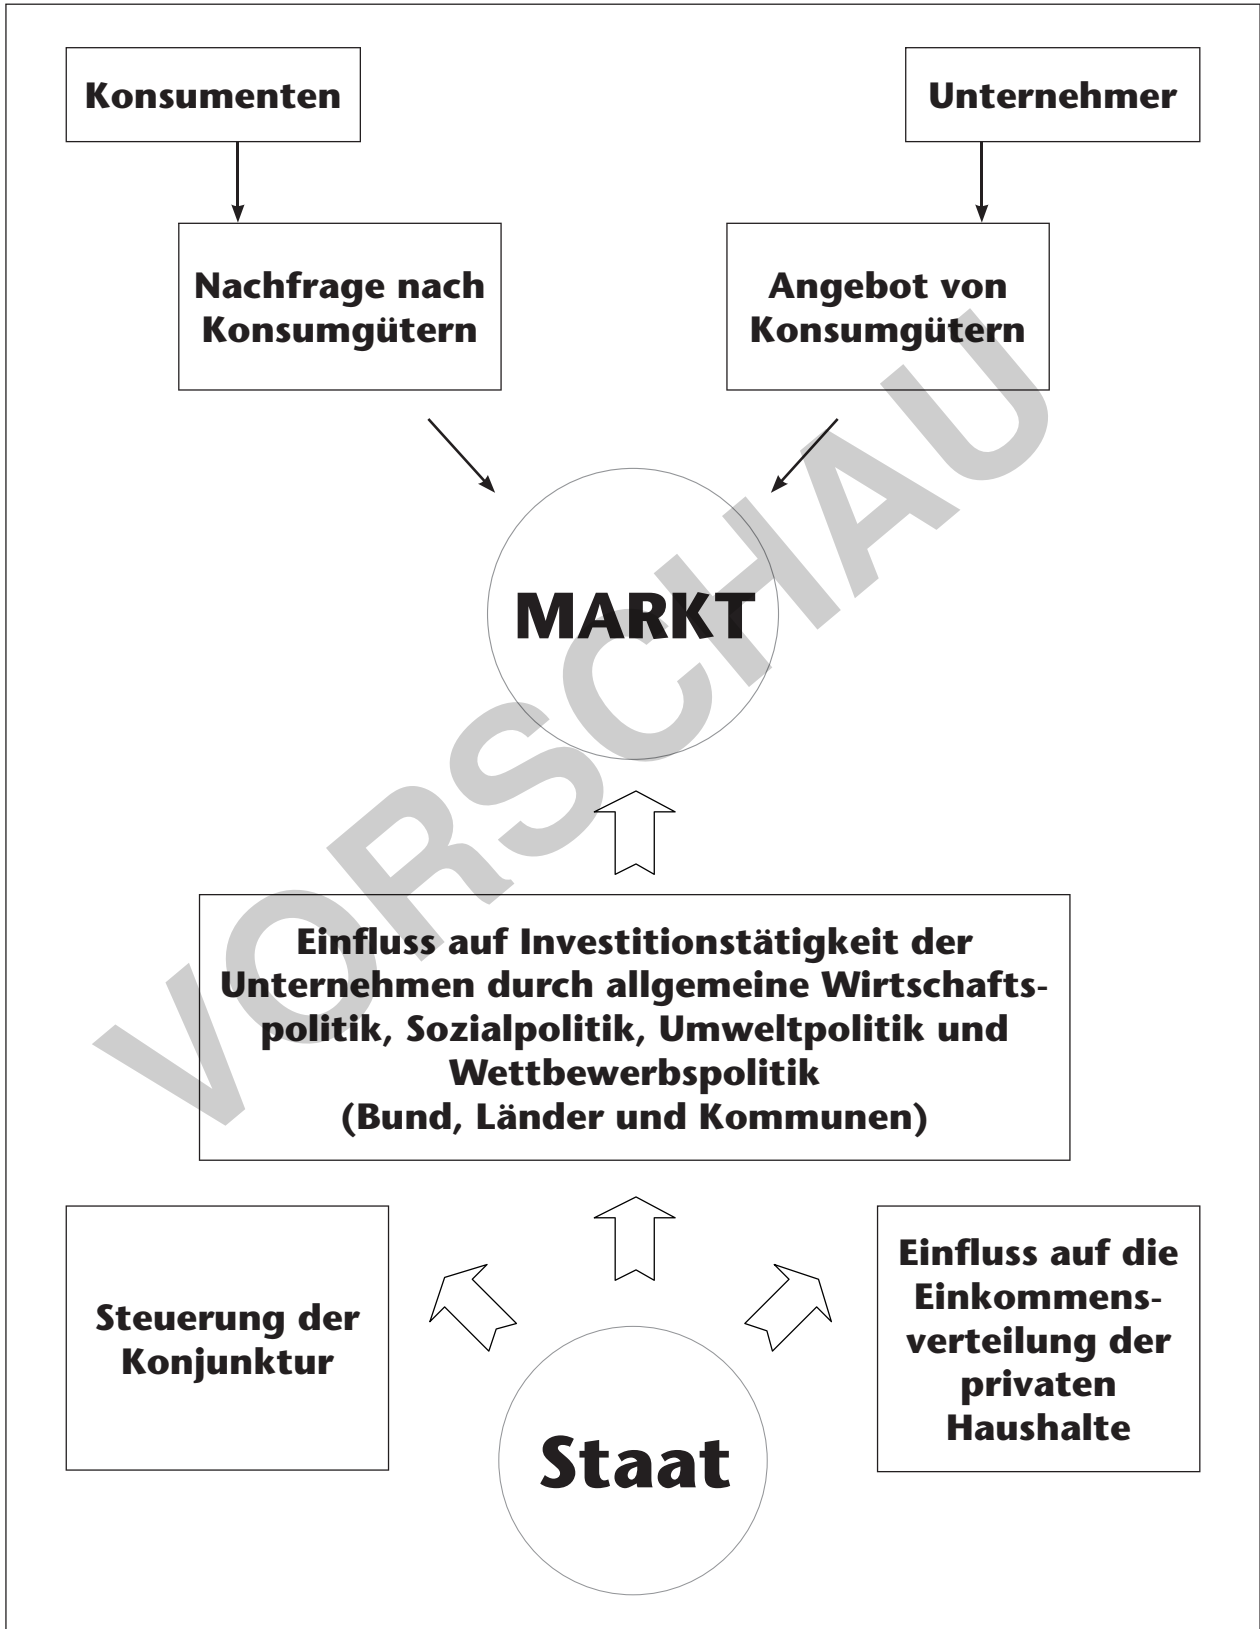 Konsumenten
Unternehmer
Nachfrage nach
Konsumgütern
Angebot von
Konsumgütern
MARKT
Einfluss auf Investitionstätigkeit der
Unternehmen durch allgemeine Wirtschafts-
politik, Sozialpolitik, Umweltpolitik und
Wettbewerbspolitik
(Bund, Länder und Kommunen)
Steuerung der
Konjunktur
Einfluss auf die
Einkommens-
verteilung der
privaten
Haushalte
Staat
VORSCHAU